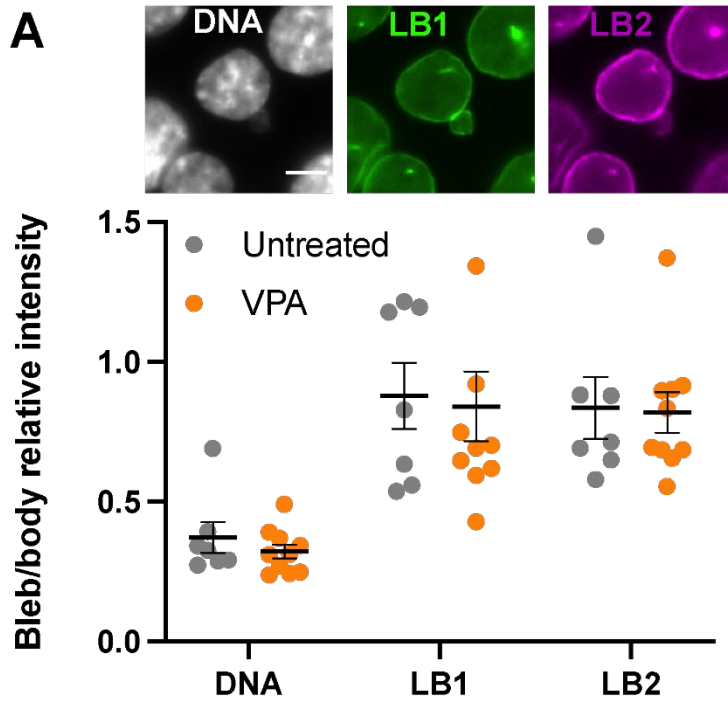 A
DNA
LB1
LB2
Bleb/body relative intensity
1.5
1.0
0.5
0.0
Untreated
VPA
DNA
LB1
LB2